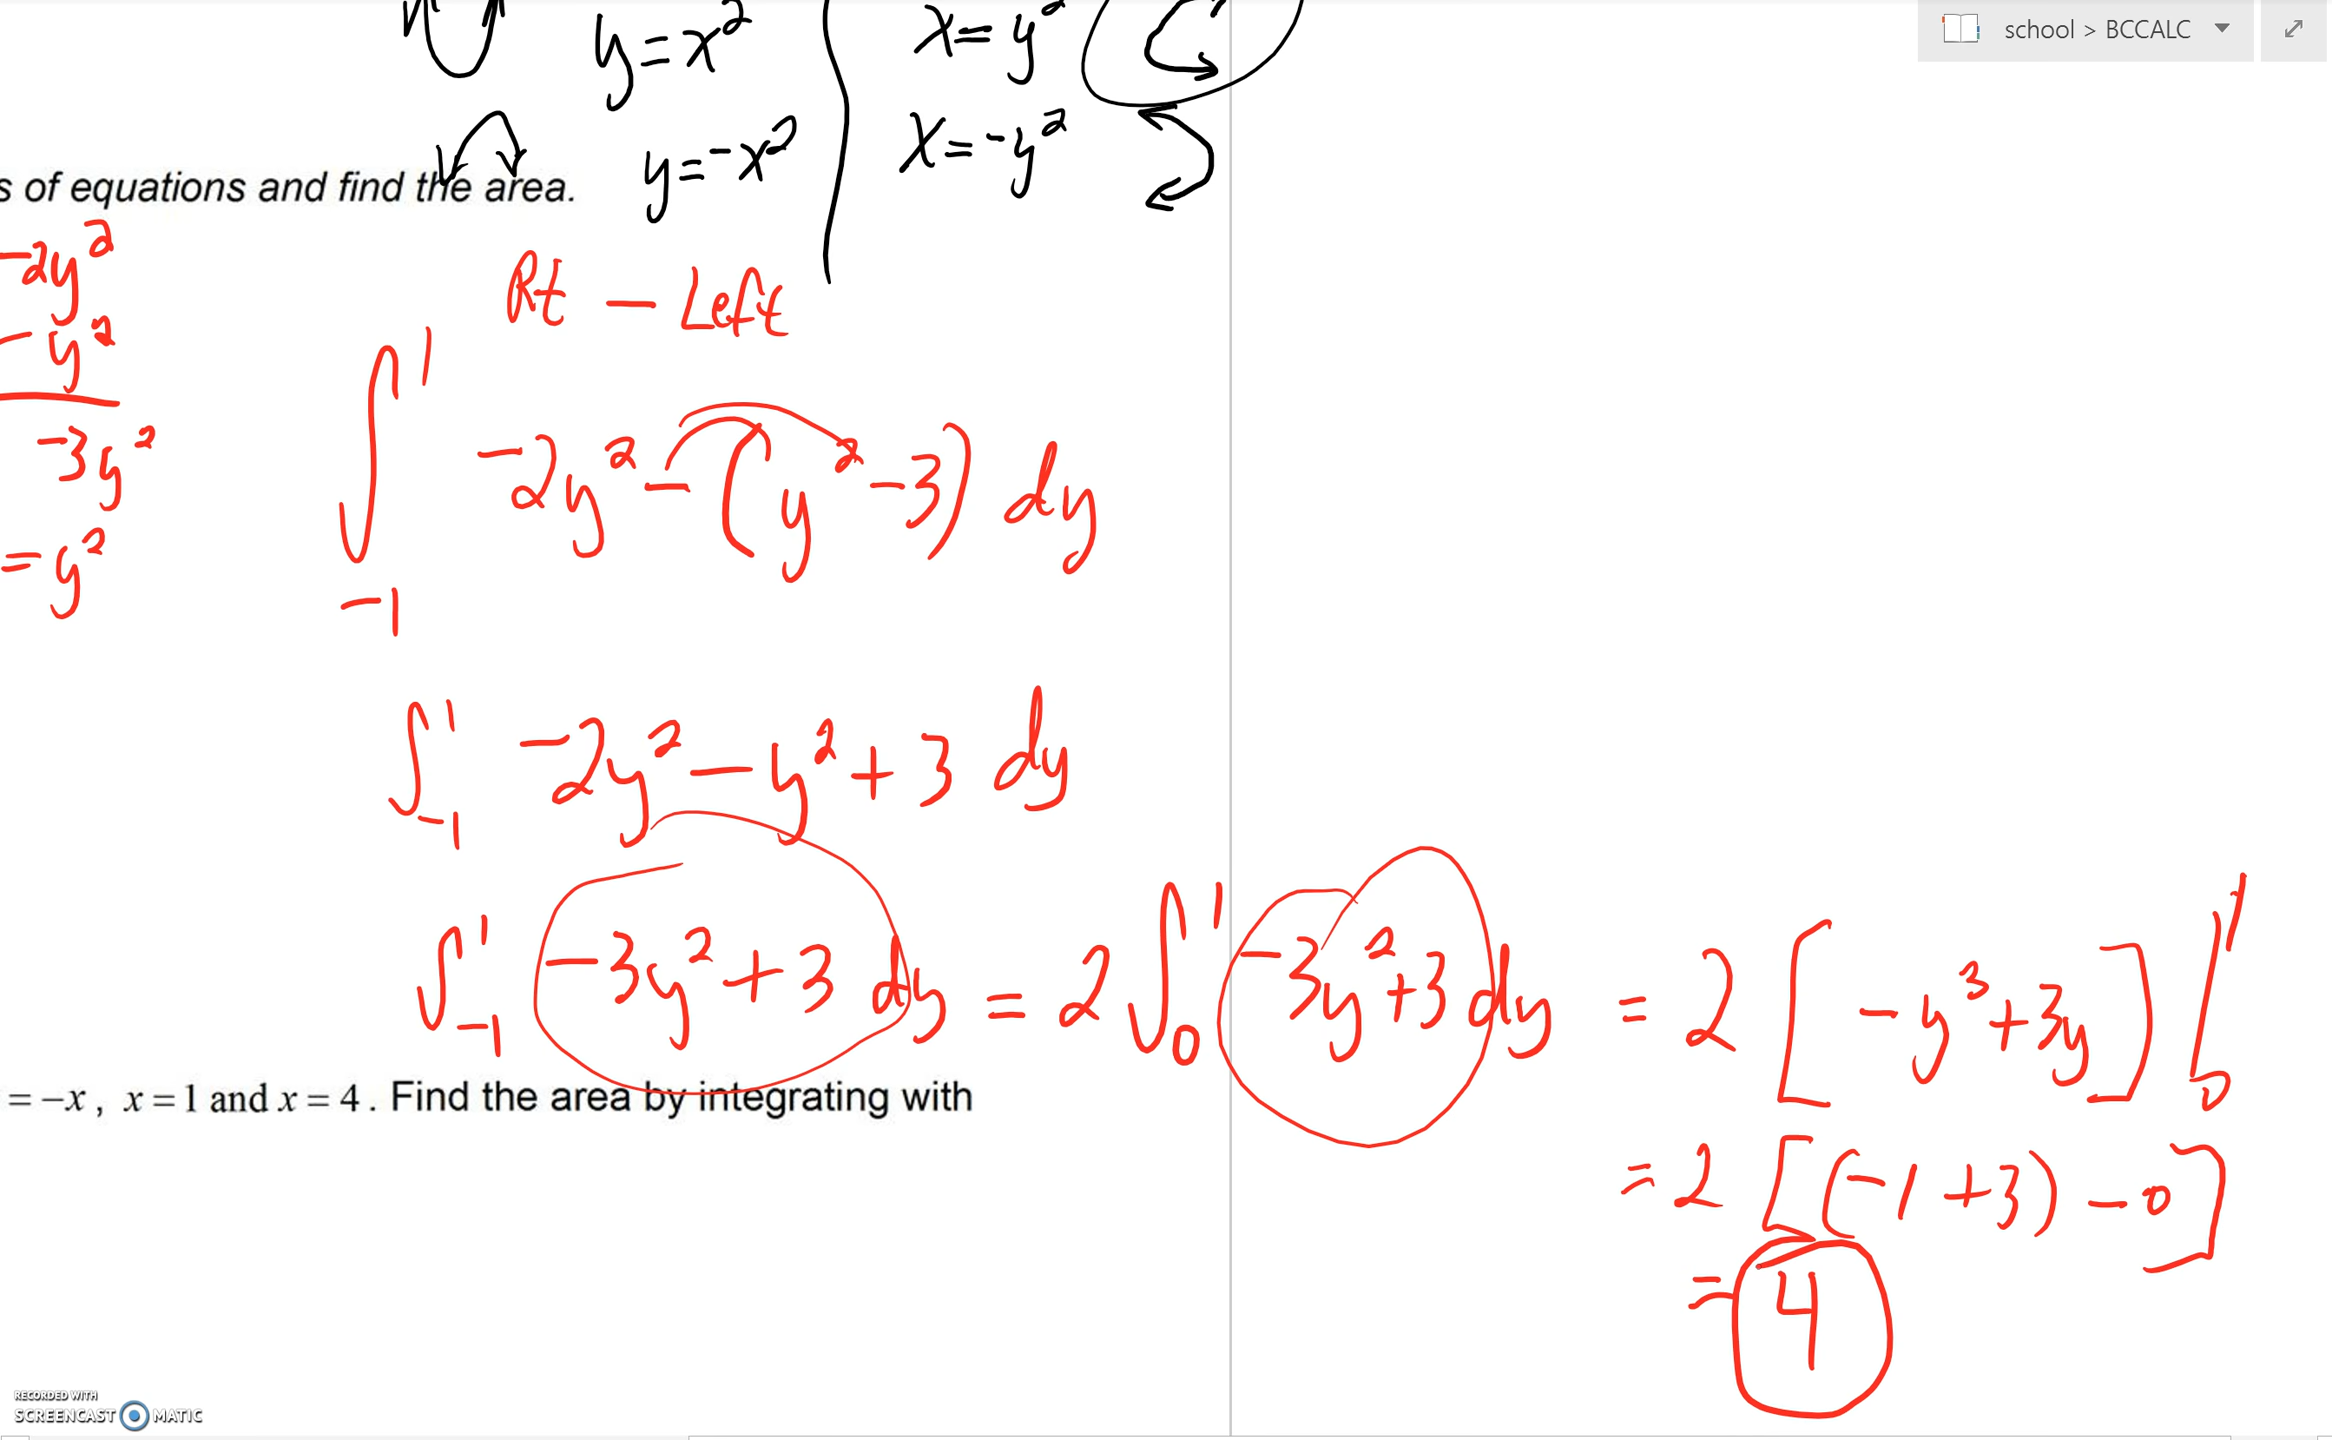 school > BCCALC
y = x²
x = y²
y = -x²
x = -y²
s of equations and find the area.
-2y²
- y²
-3y²
= y²
Rt - Left
∫₋₁¹ -2y² - (y² - 3) dy
∫₋₁¹ -2y² - y² + 3 dy
∫₋₁¹ -3y² + 3 dy = 2∫₀¹ -3y² + 3 dy = 2[-y³ + 3y]|₀¹
= 2[(-1 + 3) - 0]
= 4
= −x , x = 1 and x = 4 . Find the area by integrating with
RECORDED WITH
SCREENCAST MATIC